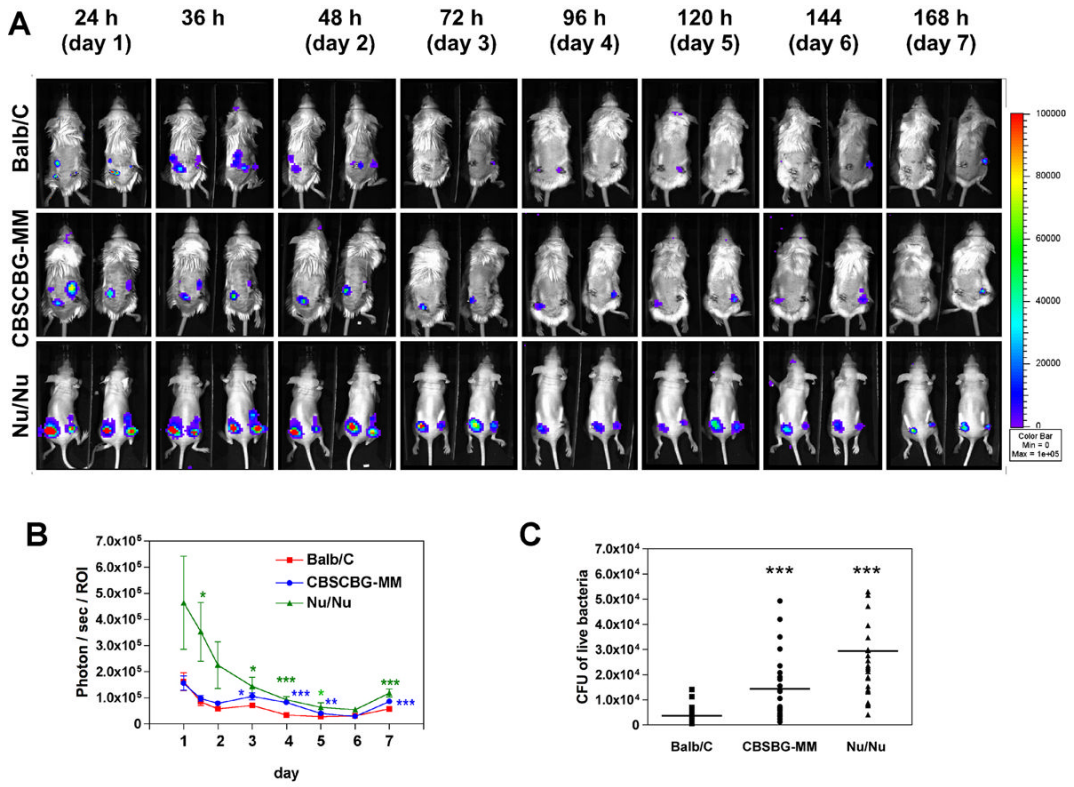 A
24 h 36 h 48 h 72 h 96 h 120 h 144 168 h
(day 1) (day 2) (day 3) (day 4) (day 5) (day 6) (day 7)
Balb/C
CBSCBG-MM
Nu/Nu
100000
80000
60000
40000
20000
0
Color Bar
Min = 0
Max = 1e+05
B
Photon / sec / ROI
7.0x10⁵
6.0x10⁵
5.0x10⁵
4.0x10⁵
3.0x10⁵
2.0x10⁵
1.0x10⁵
0
Balb/C
CBSCBG-MM
Nu/Nu
* * * *** *** * ** *** ***
1 2 3 4 5 6 7
day
C
CFU of live bacteria
7.0x10⁴
6.0x10⁴
5.0x10⁴
4.0x10⁴
3.0x10⁴
2.0x10⁴
1.0x10⁴
0
*** ***
Balb/C CBSBG-MM Nu/Nu